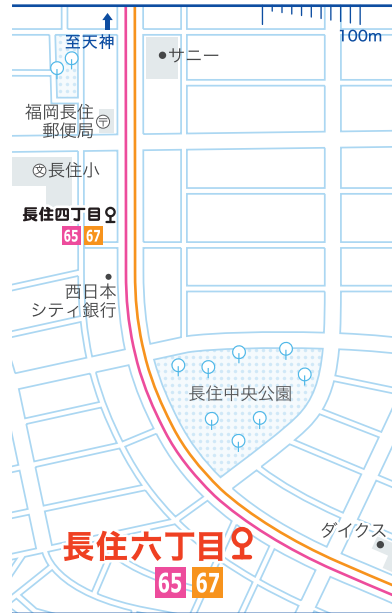 至天神
100m
サニー
福岡長住
郵便局
〒
文
長住小
長住四丁目
65 67
西日本
シティ銀行
長住中央公園
ダイクス
長住六丁目
65 67